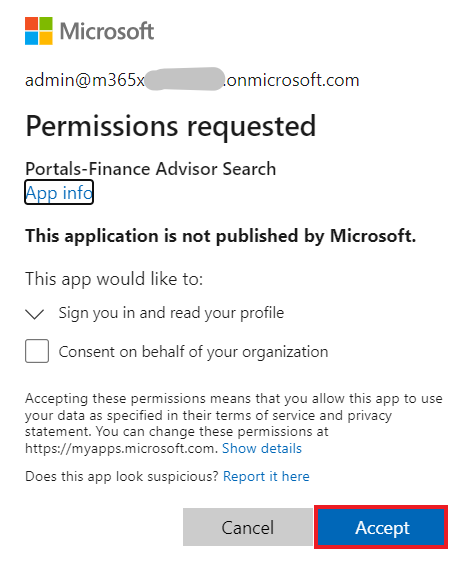 Microsoft
admin@m365x .onmicrosoft.com
Permissions requested
Portals-Finance Advisor Search
App info
This application is not published by Microsoft.
This app would like to:
Sign you in and read your profile
Consent on behalf of your organization
Accepting these permissions means that you allow this app to use
your data as specified in their terms of service and privacy
statement. You can change these permissions at
https://myapps.microsoft.com. Show details
Does this app look suspicious? Report it here
Cancel
Accept